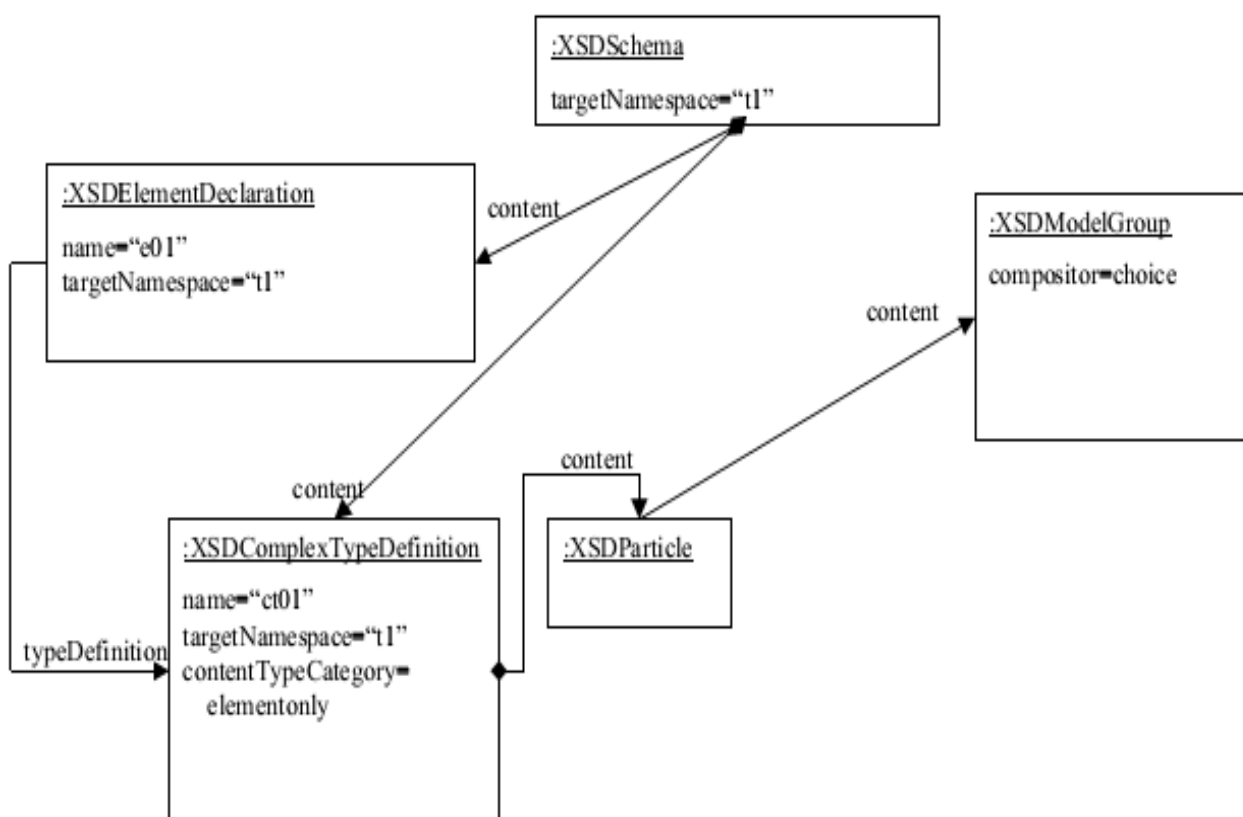 :XSDSchema
targetNamespace=“t1”
:XSDElementDeclaration
name=“e01”
targetNamespace=“t1”
content
:XSDModelGroup
compositor=choice
content
content
content
:XSDComplexTypeDefinition
name=“ct01”
targetNamespace=“t1”
contentTypeCategory=
elementonly
:XSDParticle
typeDefinition